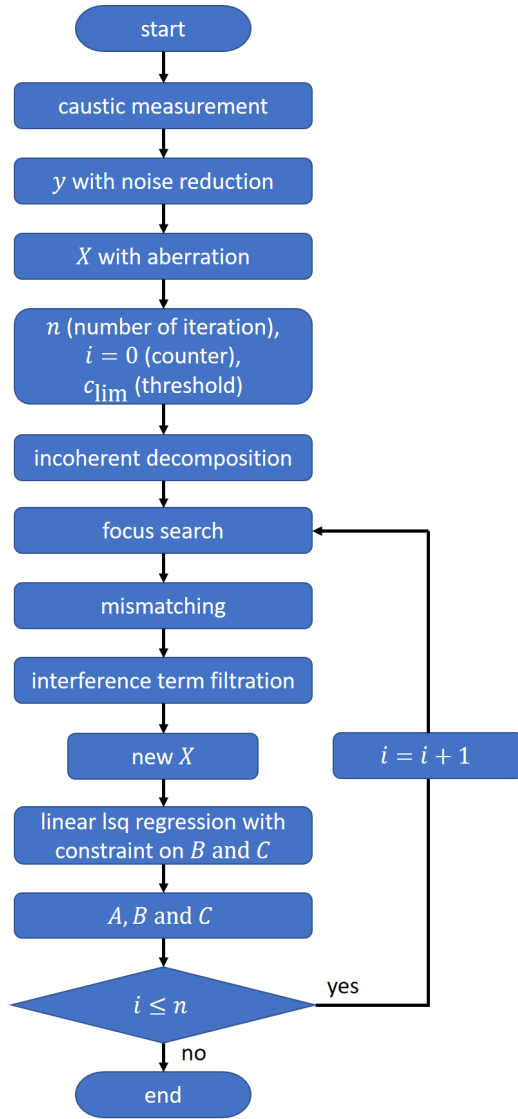 start
caustic measurement
y with noise reduction
X with aberration
n (number of iteration),
i = 0 (counter),
c_lim (threshold)
incoherent decomposition
focus search
mismatching
interference term filtration
new X
i = i + 1
linear lsq regression with
constraint on B and C
A, B and C
i ≤ n
yes
no
end